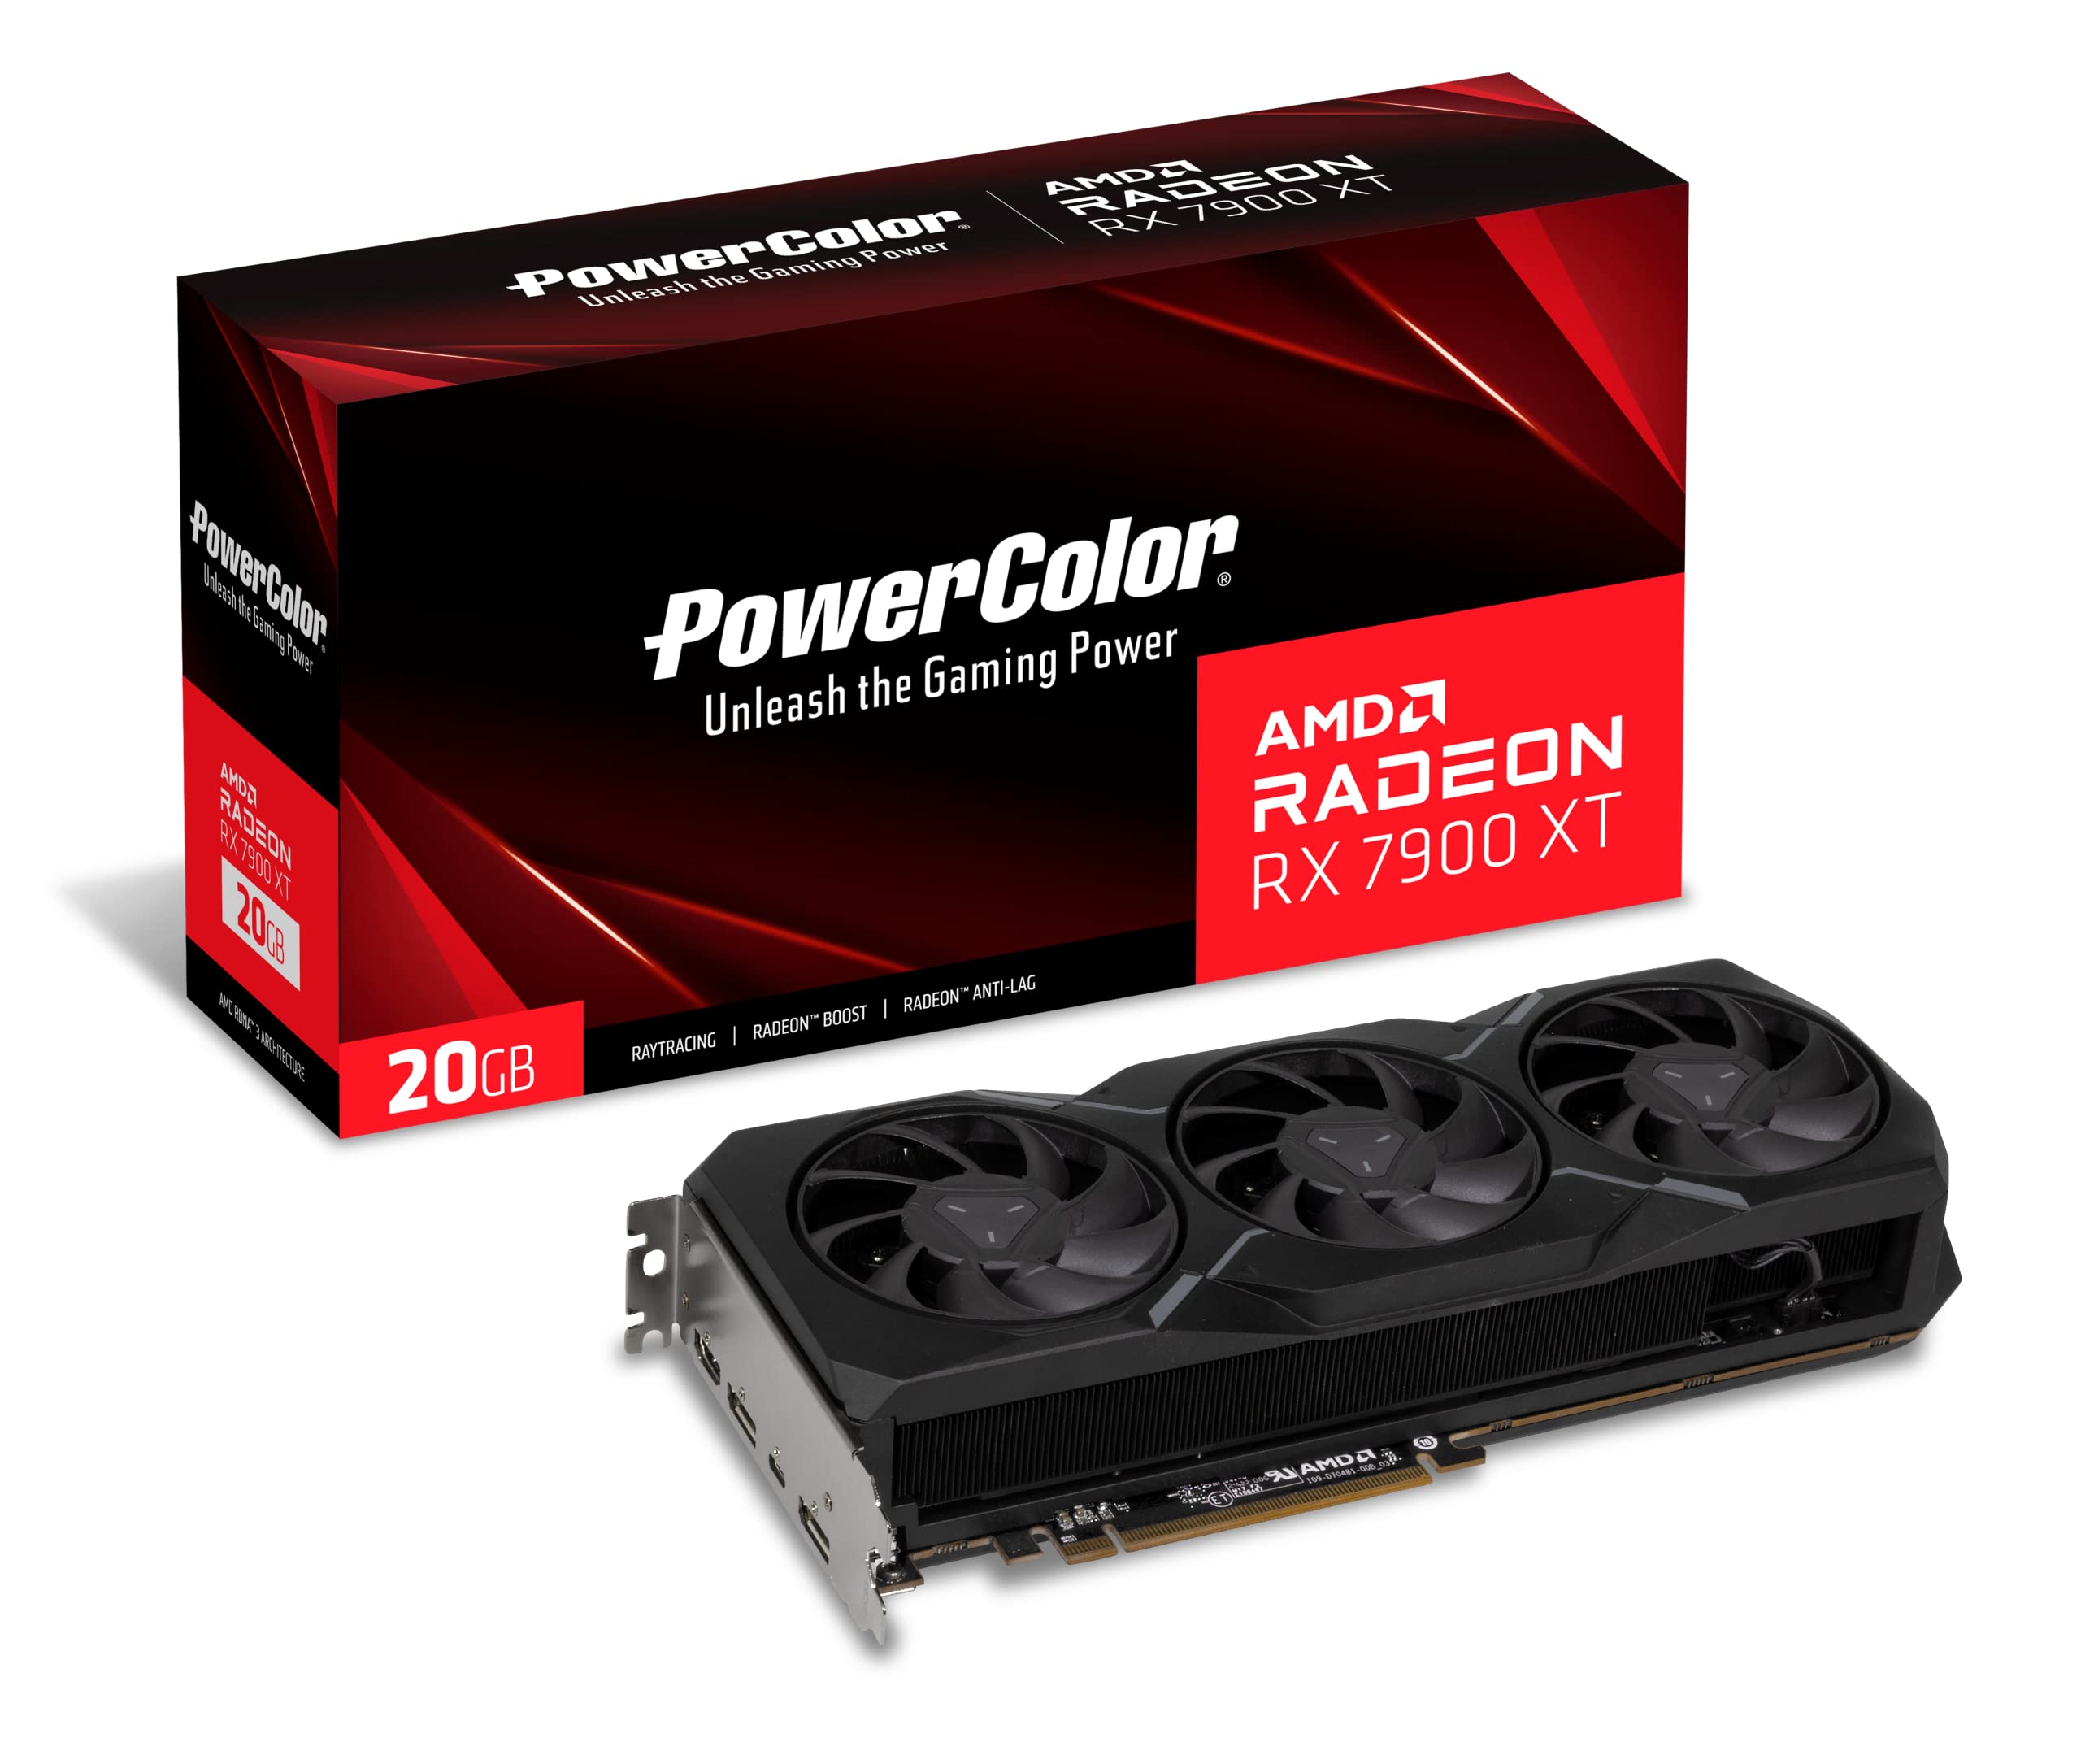 PowerColor®
Unleash the Gaming Power
AMD
RADEON
RX 7900 XT
PowerColor
Unleash the Gaming Power
AMD
RADEON
RX 7900 XT
20GB
AMD RDNA™ 3 ARCHITECTURE
PowerColor®
Unleash the Gaming Power
AMD
RADEON
RX 7900 XT
20GB
RAYTRACING | RADEON™ BOOST | RADEON™ ANTI-LAG
AMD